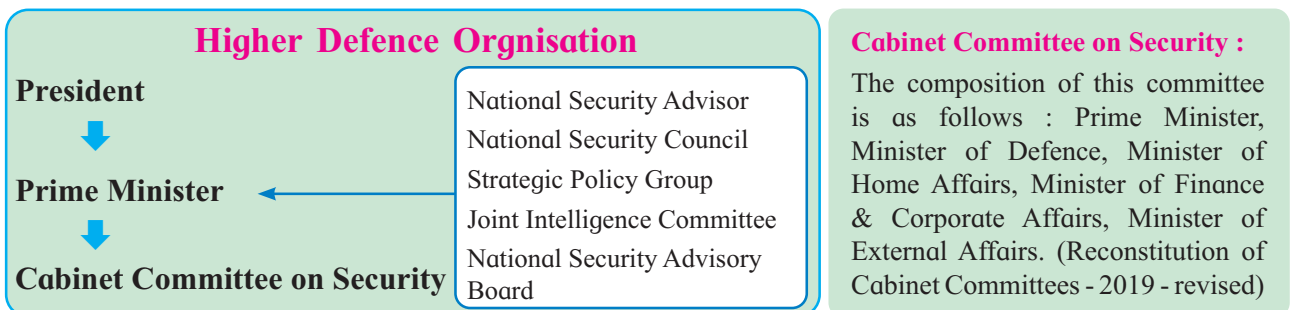 Higher Defence Orgnisation
President
Prime Minister
Cabinet Committee on Security
National Security Advisor
National Security Council
Strategic Policy Group
Joint Intelligence Committee
National Security Advisory
Board
Cabinet Committee on Security :
The composition of this committee
is as follows : Prime Minister,
Minister of Defence, Minister of
Home Affairs, Minister of Finance
& Corporate Affairs, Minister of
External Affairs. (Reconstitution of
Cabinet Committees - 2019 - revised)